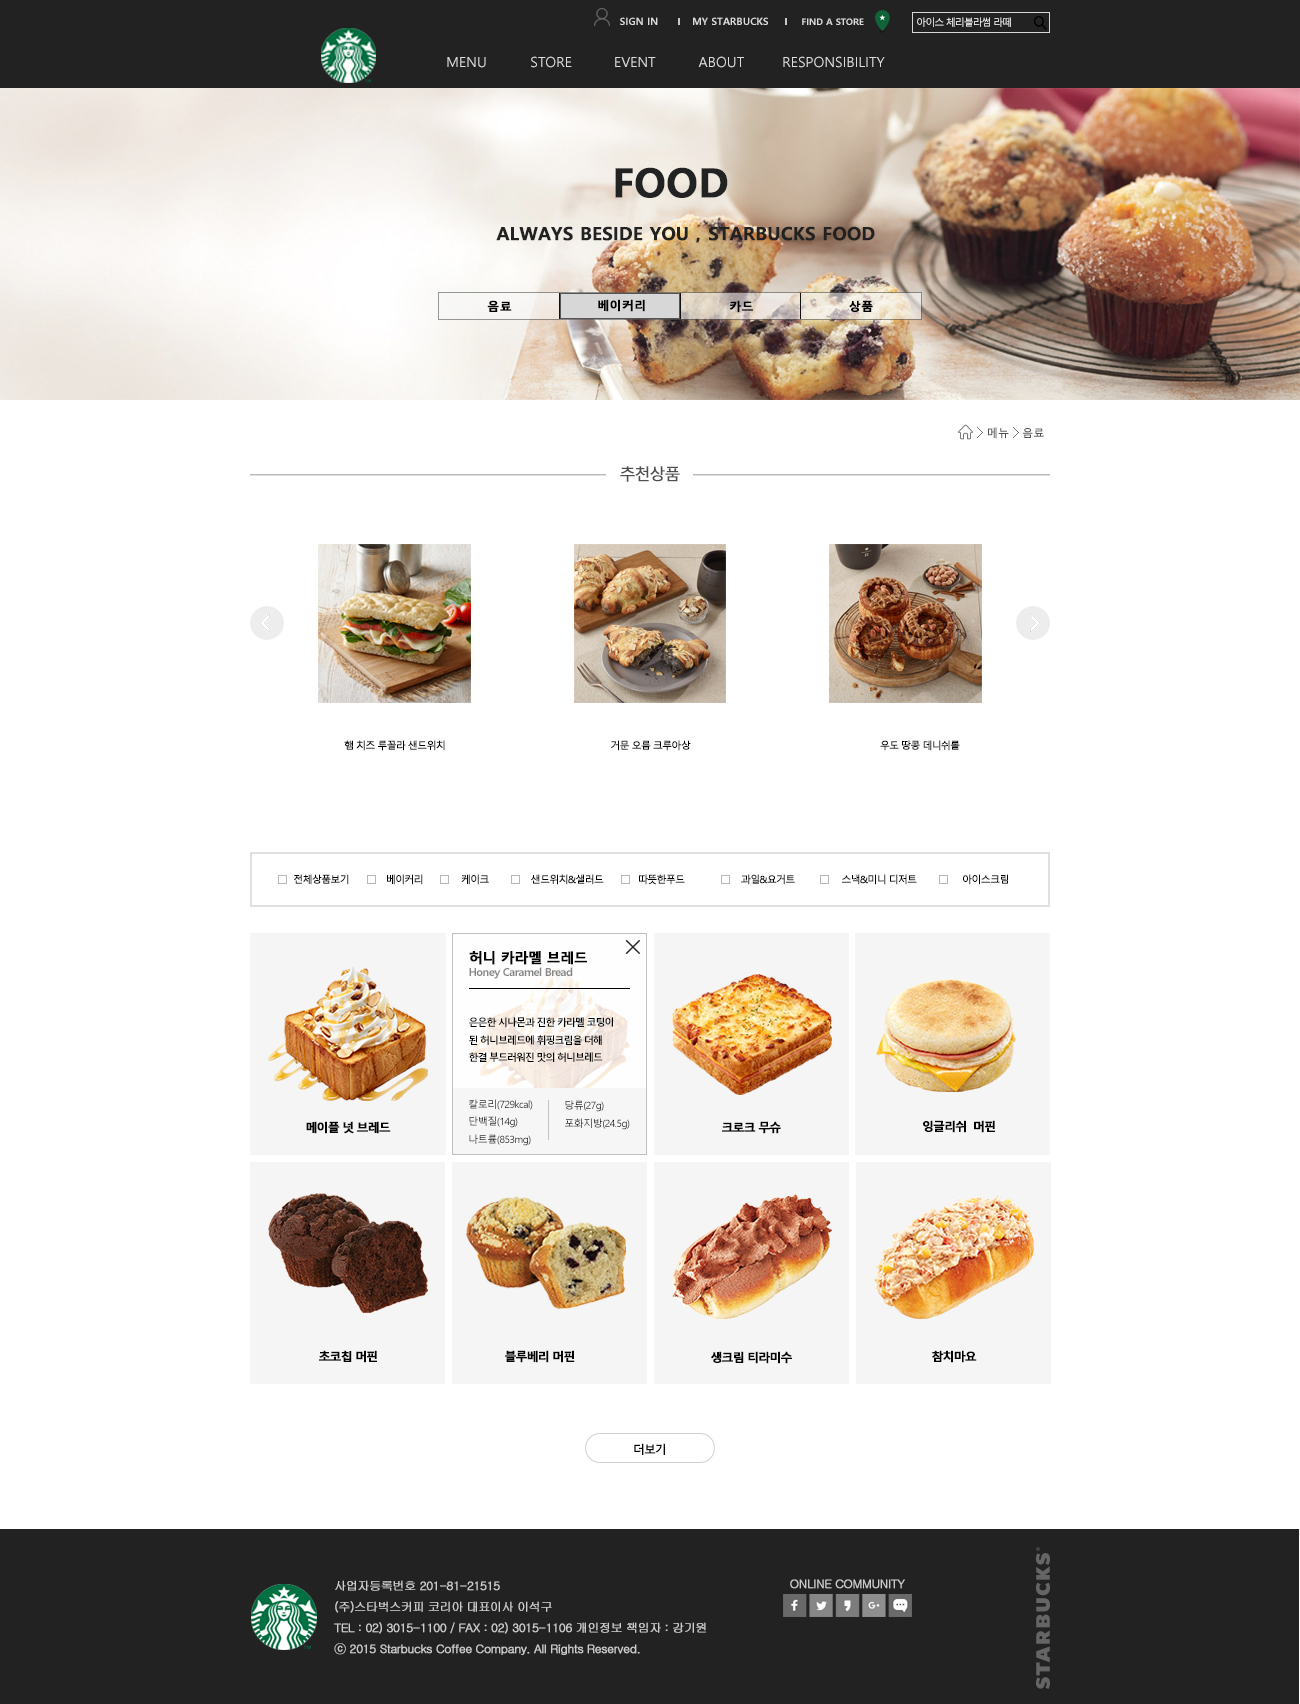 SIGN IN
MY STARBUCKS
FIND A STORE
아이스 체리블라썸 라떼
MENU
STORE
EVENT
ABOUT
RESPONSIBILITY
FOOD
ALWAYS BESIDE YOU , STARBUCKS FOOD
음료
베이커리
카드
상품
메뉴 > 음료
추천상품
햄 치즈 루꼴라 샌드위치
거문 오름 크루아상
우도 땅콩 데니쉬롤
전체상품보기
베이커리
케이크
샌드위치&샐러드
따뜻한푸드
과일&요거트
스낵&미니 디저트
아이스크림
메이플 넛 브레드
허니 카라멜 브레드
Honey Caramel Bread
은은한 시나몬과 진한 카라멜 코팅이
된 허니브레드에 휘핑크림을 더해
한결 부드러워진 맛의 허니브레드
칼로리(729kcal)
단백질(14g)
나트륨(853mg)
당류(27g)
포화지방(24.5g)
크로크 무슈
잉글리쉬 머핀
초코칩 머핀
블루베리 머핀
생크림 티라미수
참치마요
더보기
사업자등록번호 201-81-21515
(주)스타벅스커피 코리아 대표이사 이석구
TEL : 02) 3015-1100 / FAX : 02) 3015-1106 개인정보 책임자 : 강기원
ⓒ 2015 Starbucks Coffee Company. All Rights Reserved.
ONLINE COMMUNITY
STARBUCKS